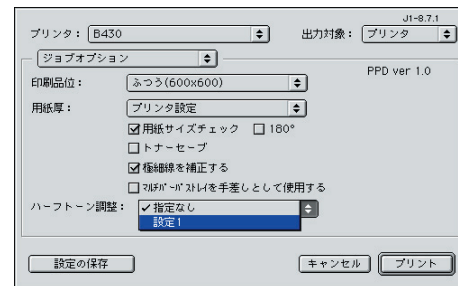 J1-8.7.1
プリンタ： B430 出力対象： プリンタ
ジョブオプション
PPD ver 1.0
印刷品位： ふつう(600x600)
用紙厚： プリンタ設定
用紙サイズチェック 180°
トナーセーブ
極細線を補正する
マルチパーパストレイを手差しとして使用する
ハーフトーン調整： ✓指定なし
設定1
設定の保存 キャンセル プリント